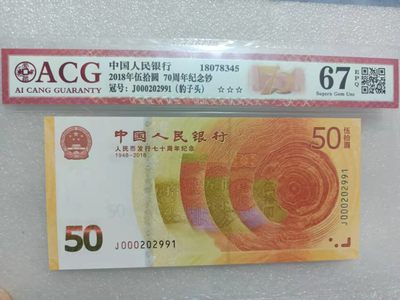 ACG
AI CANG GUARANTY
中国人民银行 18078345
2018年伍拾圆 70周年纪念钞
冠号: J000202991 (豹子头) ☆☆☆
67 EPQ
Superb Gem Unc
中国人民银行
人民币发行七十周年纪念
1948-2018
50 伍拾圆
50
J000202991
J000202991